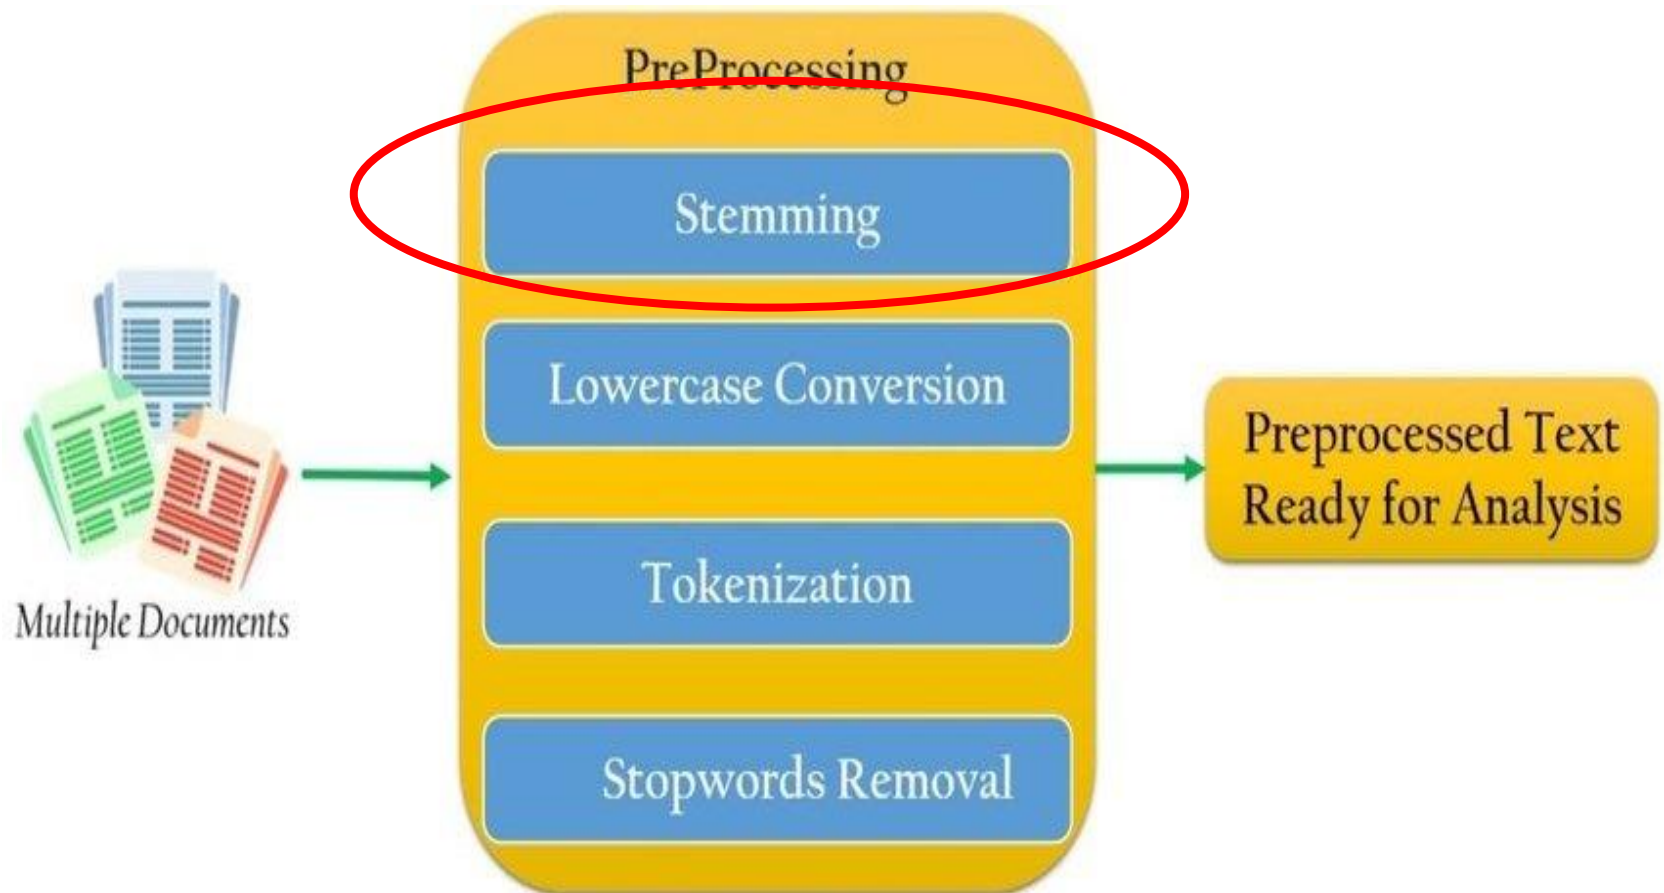 PreProcessing
Stemming
Lowercase Conversion
Tokenization
Stopwords Removal
Multiple Documents
Preprocessed Text
Ready for Analysis